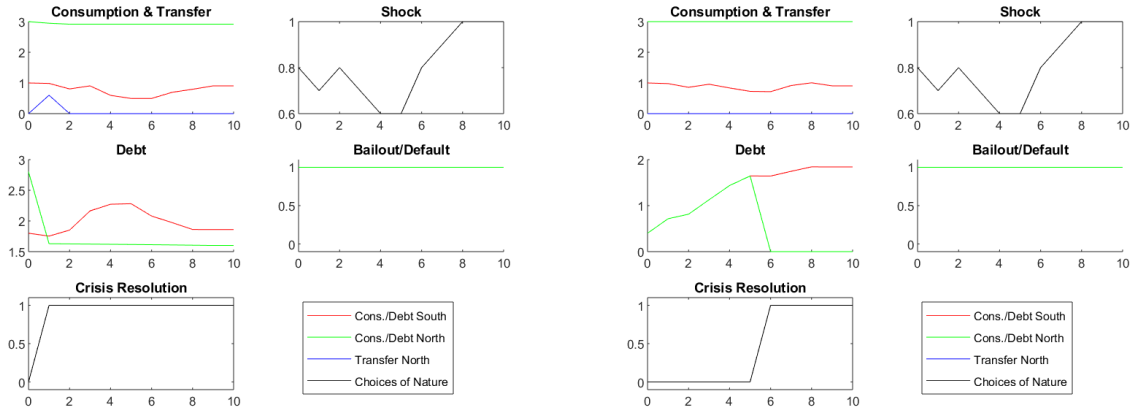 Consumption & Transfer
3
2
1
0
0 2 4 6 8 10
Shock
1
0.8
0.6
0 2 4 6 8 10
Debt
3
2.5
2
1.5
0 2 4 6 8 10
Bailout/Default
1
0.5
0
0 2 4 6 8 10
Crisis Resolution
1
0.5
0
0 2 4 6 8 10
Cons./Debt South
Cons./Debt North
Transfer North
Choices of Nature
Consumption & Transfer
3
2
1
0
0 2 4 6 8 10
Shock
1
0.8
0.6
0 2 4 6 8 10
Debt
2
1
0
0 2 4 6 8 10
Bailout/Default
1
0.5
0
0 2 4 6 8 10
Crisis Resolution
1
0.5
0
0 2 4 6 8 10
Cons./Debt South
Cons./Debt North
Transfer North
Choices of Nature